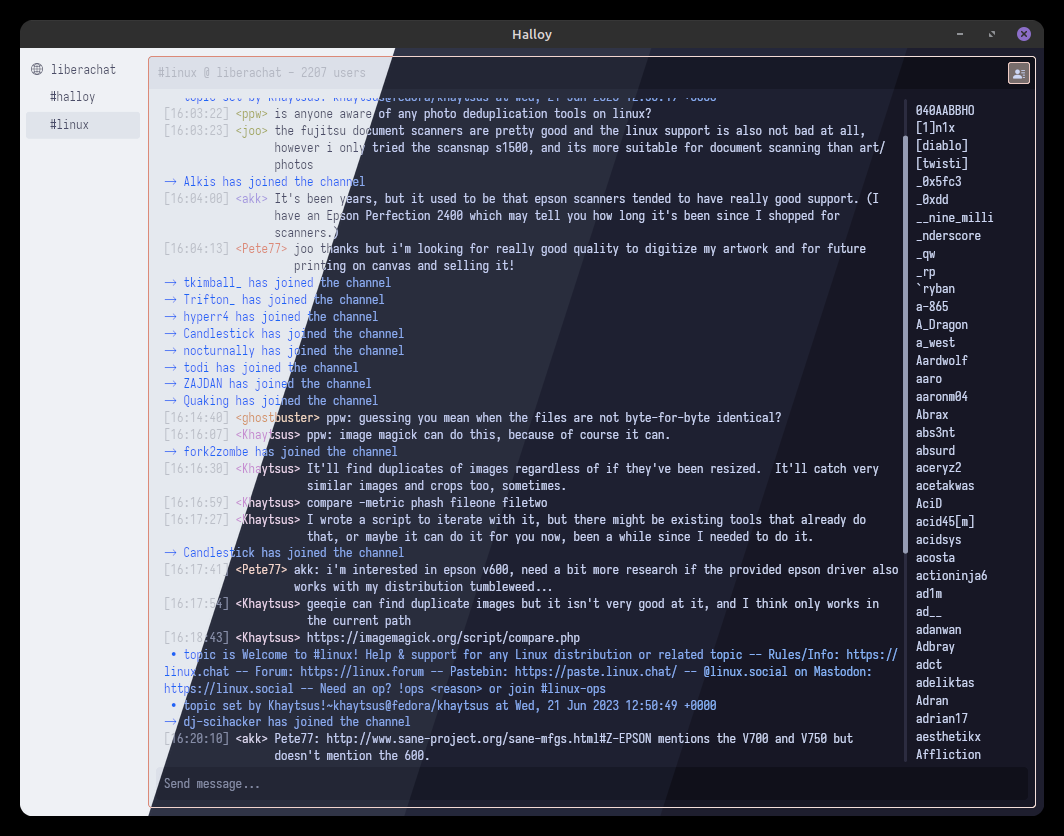 Halloy
liberachat
#halloy
#linux
#linux @ liberachat - 2207 users
topic set by Khaytsus!~khaytsus@fedora/khaytsus at Wed, 21 Jun 2023 12:50:49 +0000
[16:03:22] <ppw> is anyone aware of any photo deduplication tools on linux?
[16:03:23] <joo> the fujitsu document scanners are pretty good and the linux support is also not bad at all,
however i only tried the scansnap s1500, and its more suitable for document scanning than art/
photos
→ Alkis has joined the channel
[16:04:00] <akk> It's been years, but it used to be that epson scanners tended to have really good support. (I
have an Epson Perfection 2400 which may tell you how long it's been since I shopped for
scanners.)
[16:04:13] <Pete77> joo thanks but i'm looking for really good quality to digitize my artwork and for future
printing on canvas and selling it!
→ tkimball_ has joined the channel
→ Trifton_ has joined the channel
→ hyperr4 has joined the channel
→ Candlestick has joined the channel
→ nocturnally has joined the channel
→ todi has joined the channel
→ ZAJDAN has joined the channel
→ Quaking has joined the channel
[16:14:40] <ghostbuster> ppw: guessing you mean when the files are not byte-for-byte identical?
[16:16:07] <Khaytsus> ppw: image magick can do this, because of course it can.
→ fork2zombe has joined the channel
[16:16:30] <Khaytsus> It'll find duplicates of images regardless of if they've been resized.  It'll catch very
similar images and crops too, sometimes.
[16:16:59] <Khaytsus> compare -metric phash fileone filetwo
[16:17:27] <Khaytsus> I wrote a script to iterate with it, but there might be existing tools that already do
that, or maybe it can do it for you now, been a while since I needed to do it.
→ Candlestick has joined the channel
[16:17:41] <Pete77> akk: i'm interested in epson v600, need a bit more research if the provided epson driver also
works with my distribution tumbleweed...
[16:17:54] <Khaytsus> geeqie can find duplicate images but it isn't very good at it, and I think only works in
the current path
[16:18:43] <Khaytsus> https://imagemagick.org/script/compare.php
• topic is Welcome to #linux! Help & support for any Linux distribution or related topic -- Rules/Info: https://
linux.chat -- Forum: https://linux.forum -- Pastebin: https://paste.linux.chat/ -- @linux.social on Mastodon:
https://linux.social -- Need an op? !ops <reason> or join #linux-ops
• topic set by Khaytsus!~khaytsus@fedora/khaytsus at Wed, 21 Jun 2023 12:50:49 +0000
→ dj-scihacker has joined the channel
[16:20:10] <akk> Pete77: http://www.sane-project.org/sane-mfgs.html#Z-EPSON mentions the V700 and V750 but
doesn't mention the 600.
Send message...
040AABBHO
[1]n1x
[diablo]
[twisti]
_0x5fc3
_0xdd
__nine_milli
_nderscore
_qw
_rp
`ryban
a-865
A_Dragon
a_west
Aardwolf
aaro
aaronm04
Abrax
abs3nt
absurd
aceryz2
acetakwas
AciD
acid45[m]
acidsys
acosta
actioninja6
ad1m
ad__
adanwan
Adbray
adct
adeliktas
Adran
adrian17
aesthetikx
Affliction